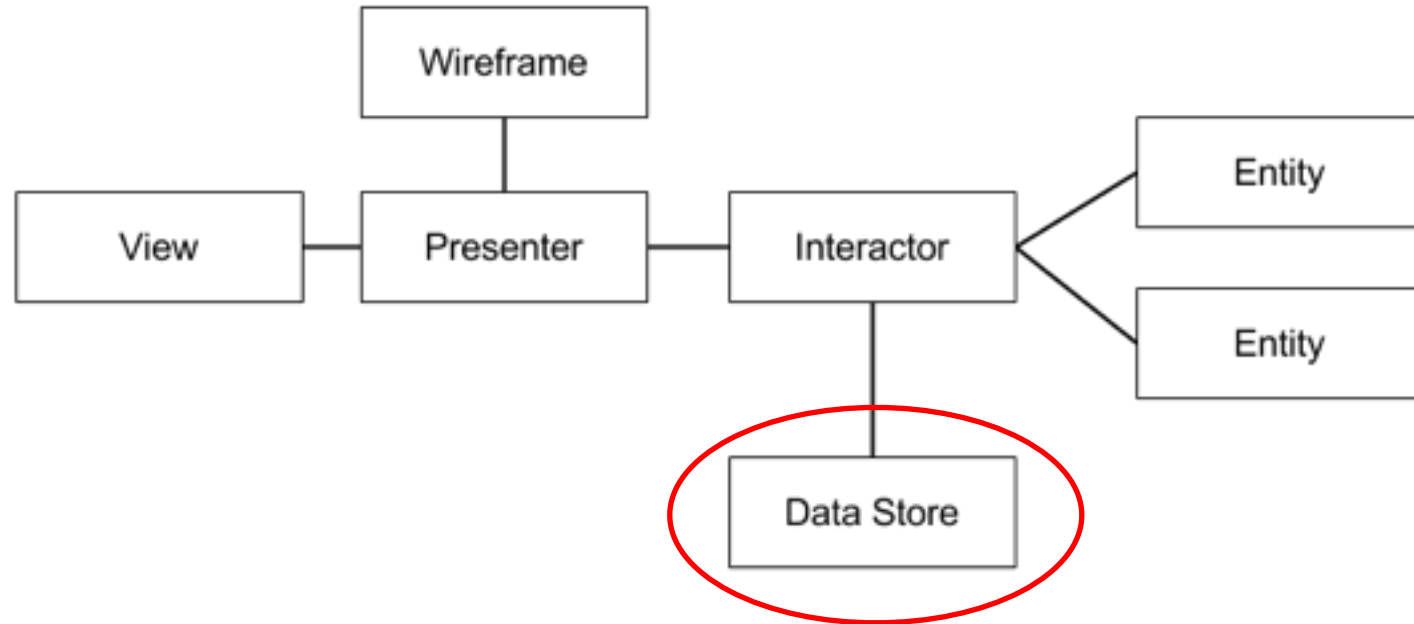 Wireframe
View
Presenter
Interactor
Entity
Entity
Data Store